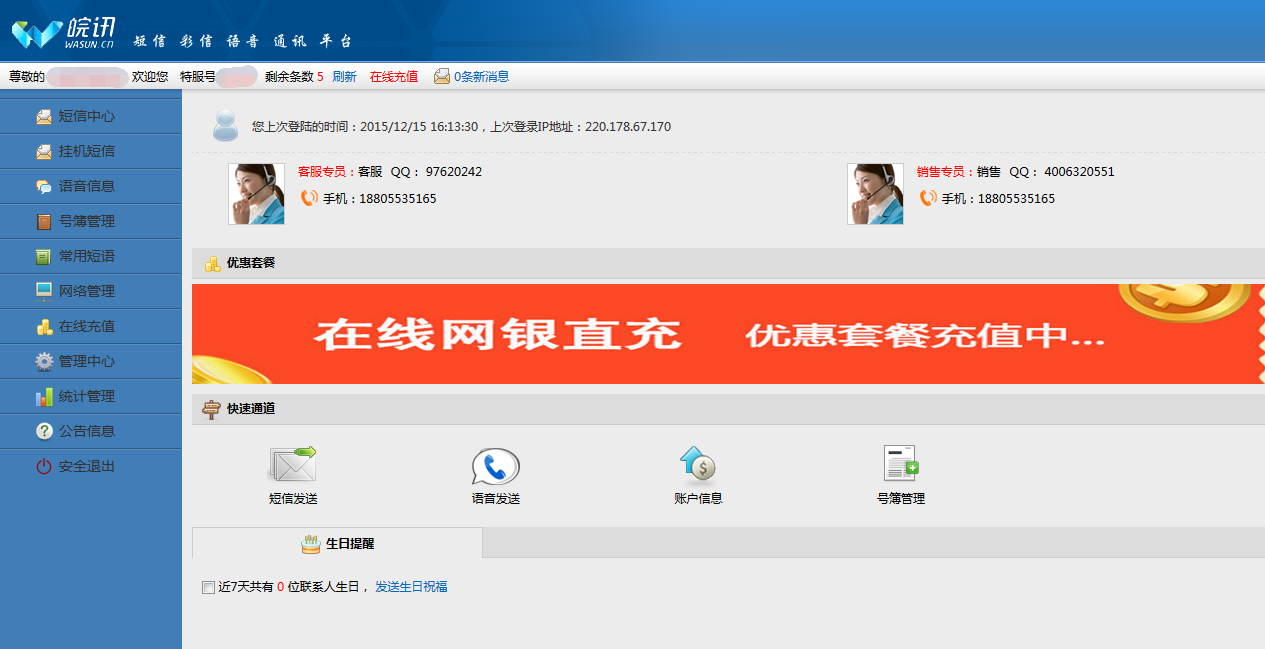 皖讯
WASUN.CN
短信 彩信 语音 通讯 平台
尊敬的 欢迎您 特服号 剩余条数 5 刷新 在线充值 0条新消息
短信中心
挂机短信
语音信息
号簿管理
常用短语
网络管理
在线充值
管理中心
统计管理
公告信息
安全退出
您上次登陆的时间：2015/12/15 16:13:30，上次登录IP地址：220.178.67.170
客服专员：客服 QQ： 97620242
手机：18805535165
销售专员：销售 QQ： 4006320551
手机：18805535165
优惠套餐
在线网银直充 优惠套餐充值中...
快速通道
短信发送
语音发送
账户信息
号簿管理
生日提醒
近7天共有 0 位联系人生日， 发送生日祝福